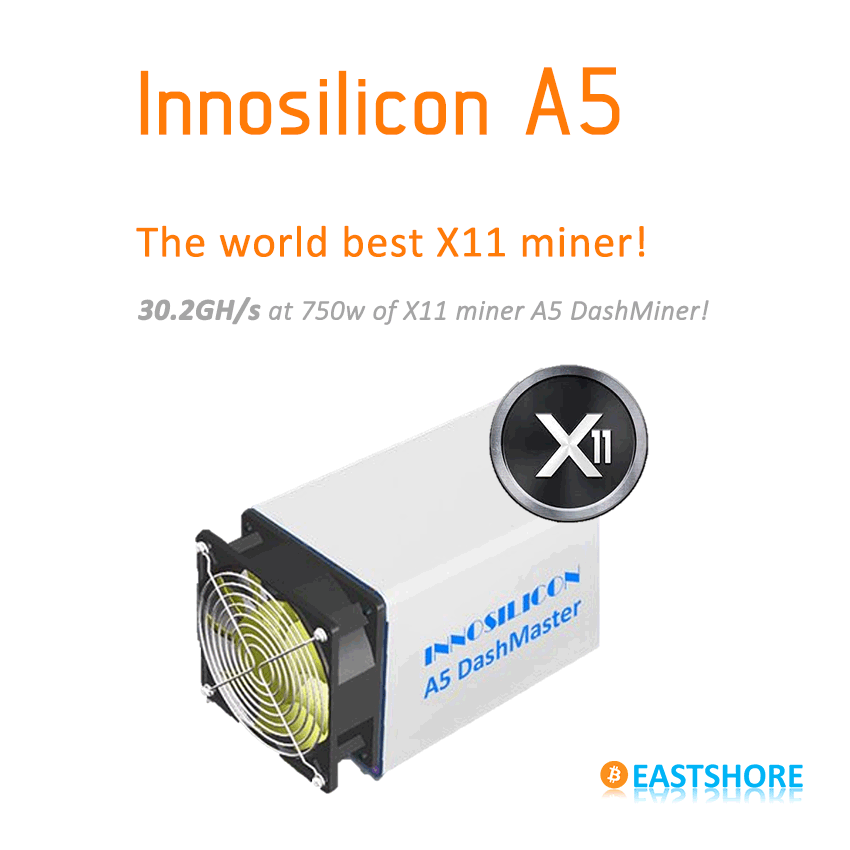 Innosilicon A5
The world best X11 miner!
30.2GH/s at 750w of X11 miner A5 DashMiner!
X11
INNOSILICON
A5 DashMaster
EASTSHORE